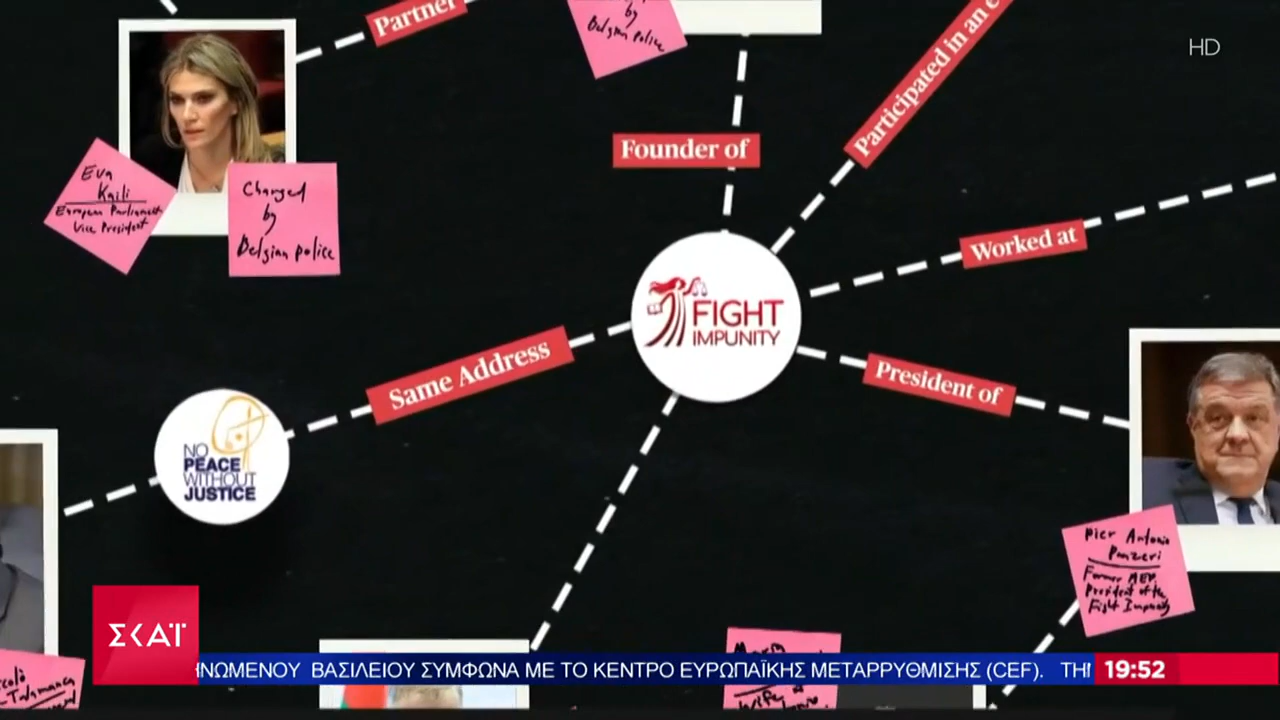 Partner
by
Belgian police
Participated in an
HD
Founder of
Eva
Kaili
European Parliament
Vice President
Charged
by
Belgian police
Worked at
FIGHT
IMPUNITY
Same Address
President of
NO
PEACE
WITHOUT
JUSTICE
Pier Antonio
Panzeri
Former MEP
President of the
Fight Impunity
ΣΚΑΪ
ΗΝΩΜΕΝΟΥ ΒΑΣΙΛΕΙΟΥ ΣΥΜΦΩΝΑ ΜΕ ΤΟ ΚΕΝΤΡΟ ΕΥΡΩΠΑΪΚΗΣ ΜΕΤΑΡΡΥΘΜΙΣΗΣ (CEF). ΤΗ
19:52